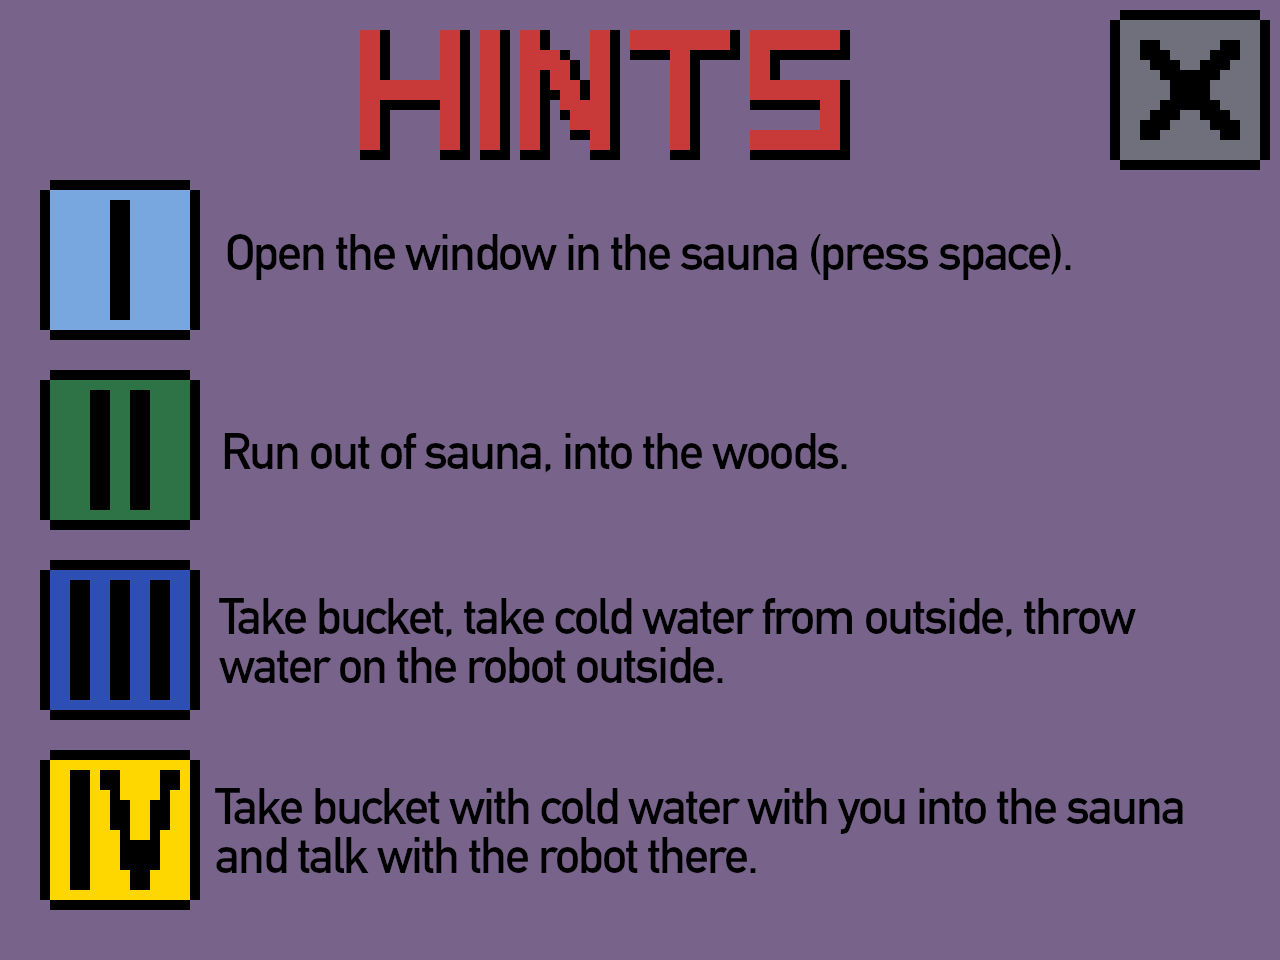 HINTS
X
I
Open the window in the sauna (press space).
II
Run out of sauna, into the woods.
III
Take bucket, take cold water from outside, throw
water on the robot outside.
IV
Take bucket with cold water with you into the sauna
and talk with the robot there.